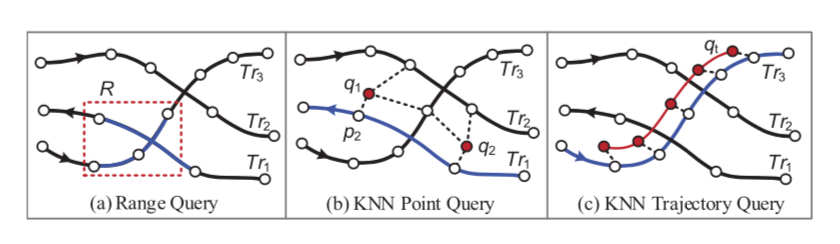 R
Tr3
Tr2
Tr1
(a) Range Query
q1
p2
q2
Tr3
Tr2
Tr1
(b) KNN Point Query
qt
Tr3
Tr2
Tr1
(c) KNN Trajectory Query